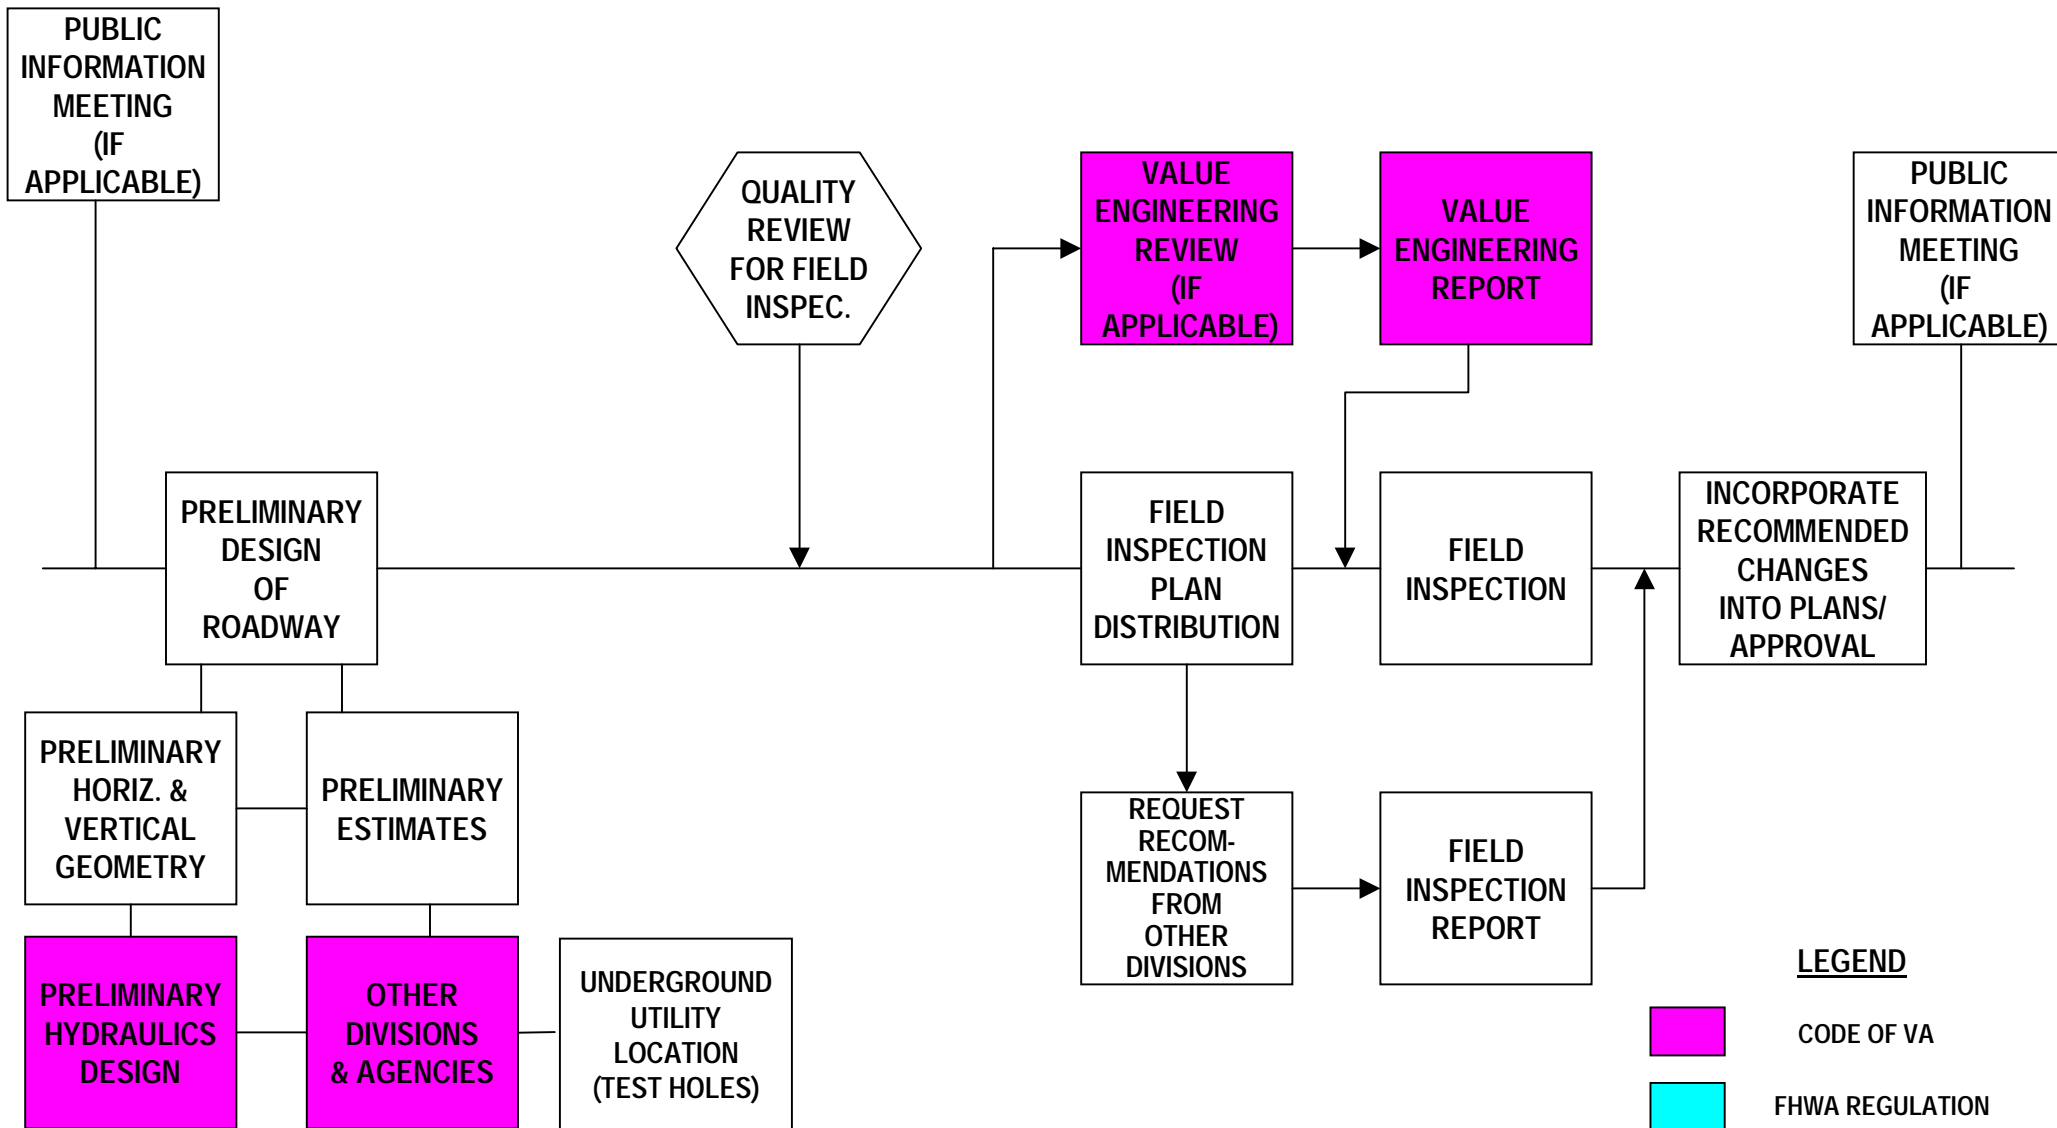 PUBLIC
INFORMATION
MEETING
(IF
APPLICABLE)
QUALITY
REVIEW
FOR FIELD
INSPEC.
VALUE
ENGINEERING
REVIEW
(IF
APPLICABLE)
VALUE
ENGINEERING
REPORT
PUBLIC
INFORMATION
MEETING
(IF
APPLICABLE)
PRELIMINARY
DESIGN
OF
ROADWAY
FIELD
INSPECTION
PLAN
DISTRIBUTION
FIELD
INSPECTION
INCORPORATE
RECOMMENDED
CHANGES
INTO PLANS/
APPROVAL
PRELIMINARY
HORIZ. &
VERTICAL
GEOMETRY
PRELIMINARY
ESTIMATES
REQUEST
RECOM-
MENDATIONS
FROM
OTHER
DIVISIONS
FIELD
INSPECTION
REPORT
PRELIMINARY
HYDRAULICS
DESIGN
OTHER
DIVISIONS
& AGENCIES
UNDERGROUND
UTILITY
LOCATION
(TEST HOLES)
LEGEND
CODE OF VA
FHWA REGULATION